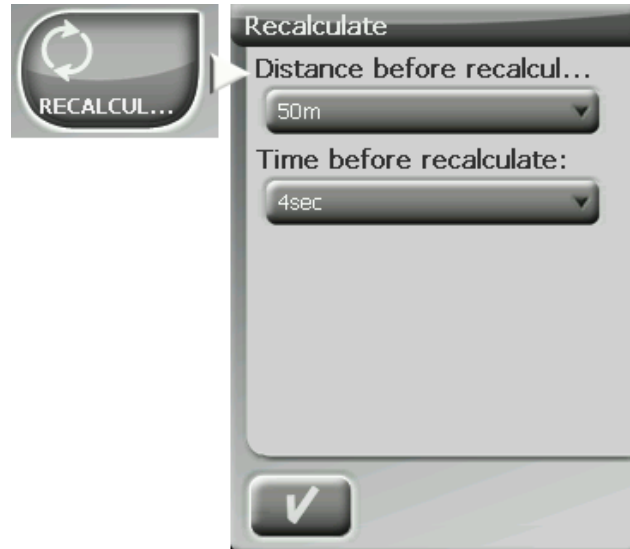 RECALCUL...
Recalculate
Distance before recalcul...
50m
Time before recalculate:
4sec